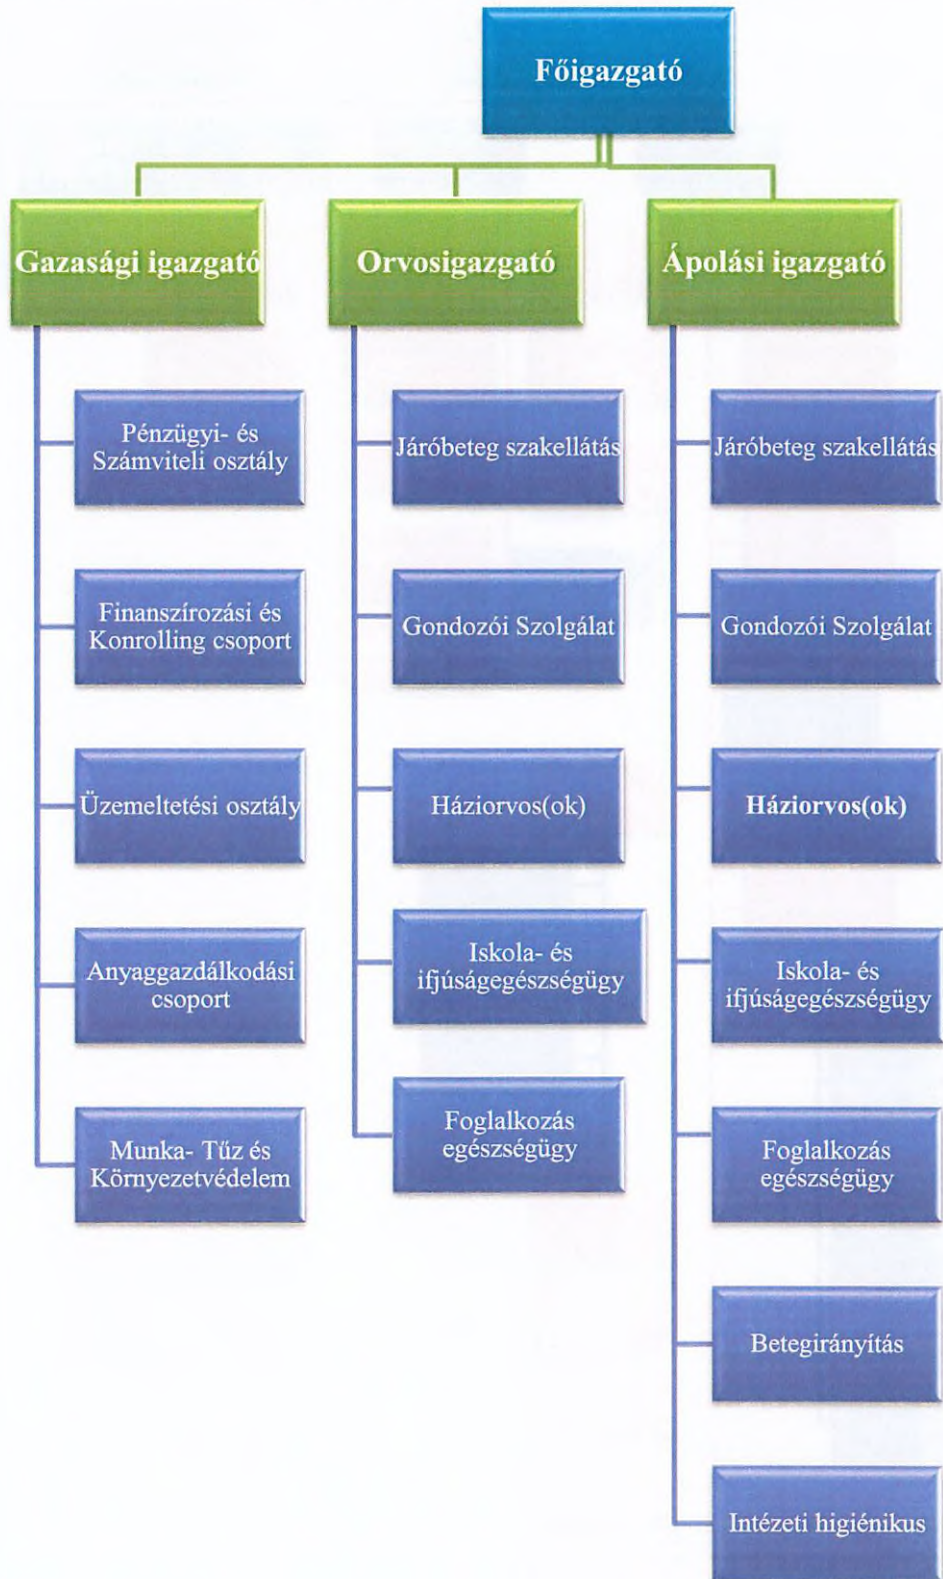 Főigazgató
Gazasági igazgató
Pénzügyi- és
Számviteli osztály
Finanszírozási és
Konrolling csoport
Üzemeltetési osztály
Anyaggazdálkodási
csoport
Munka- Tűz és
Környezetvédelem
Orvosigazgató
Járóbeteg szakellátás
Gondozói Szolgálat
Háziorvos(ok)
Iskola- és
ifjúságegészségügy
Foglalkozás
egészségügy
Ápolási igazgató
Járóbeteg szakellátás
Gondozói Szolgálat
Háziorvos(ok)
Iskola- és
ifjúságegészségügy
Foglalkozás
egészségügy
Betegirányítás
Intézeti higiénikus